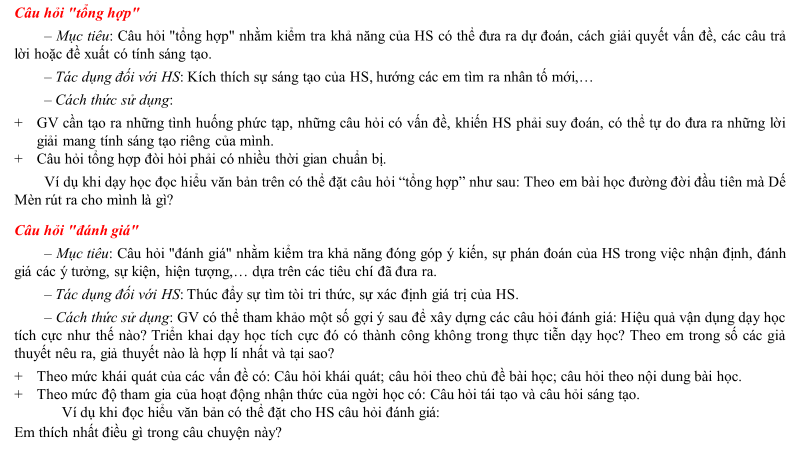 Câu hỏi "tổng hợp"
– Mục tiêu: Câu hỏi "tổng hợp" nhằm kiểm tra khả năng của HS có thể đưa ra dự đoán, cách giải quyết vấn đề, các câu trả
lời hoặc đề xuất có tính sáng tạo.
– Tác dụng đối với HS: Kích thích sự sáng tạo của HS, hướng các em tìm ra nhân tố mới,…
– Cách thức sử dụng:
+ GV cần tạo ra những tình huống phức tạp, những câu hỏi có vấn đề, khiến HS phải suy đoán, có thể tự do đưa ra những lời
giải mang tính sáng tạo riêng của mình.
+ Câu hỏi tổng hợp đòi hỏi phải có nhiều thời gian chuẩn bị.
Ví dụ khi dạy học đọc hiểu văn bản trên có thể đặt câu hỏi “tổng hợp” như sau: Theo em bài học đường đời đầu tiên mà Dế
Mèn rút ra cho mình là gì?
Câu hỏi "đánh giá"
– Mục tiêu: Câu hỏi "đánh giá" nhằm kiểm tra khả năng đóng góp ý kiến, sự phán đoán của HS trong việc nhận định, đánh
giá các ý tưởng, sự kiện, hiện tượng,… dựa trên các tiêu chí đã đưa ra.
– Tác dụng đối với HS: Thúc đẩy sự tìm tòi tri thức, sự xác định giá trị của HS.
– Cách thức sử dụng: GV có thể tham khảo một số gợi ý sau để xây dựng các câu hỏi đánh giá: Hiệu quả vận dụng dạy học
tích cực như thế nào? Triển khai dạy học tích cực đó có thành công không trong thực tiễn dạy học? Theo em trong số các giả
thuyết nêu ra, giả thuyết nào là hợp lí nhất và tại sao?
+ Theo mức khái quát của các vấn đề có: Câu hỏi khái quát; câu hỏi theo chủ đề bài học; câu hỏi theo nội dung bài học.
+ Theo mức độ tham gia của hoạt động nhận thức của ngời học có: Câu hỏi tái tạo và câu hỏi sáng tạo.
Ví dụ khi đọc hiểu văn bản có thể đặt cho HS câu hỏi đánh giá:
Em thích nhất điều gì trong câu chuyện này?